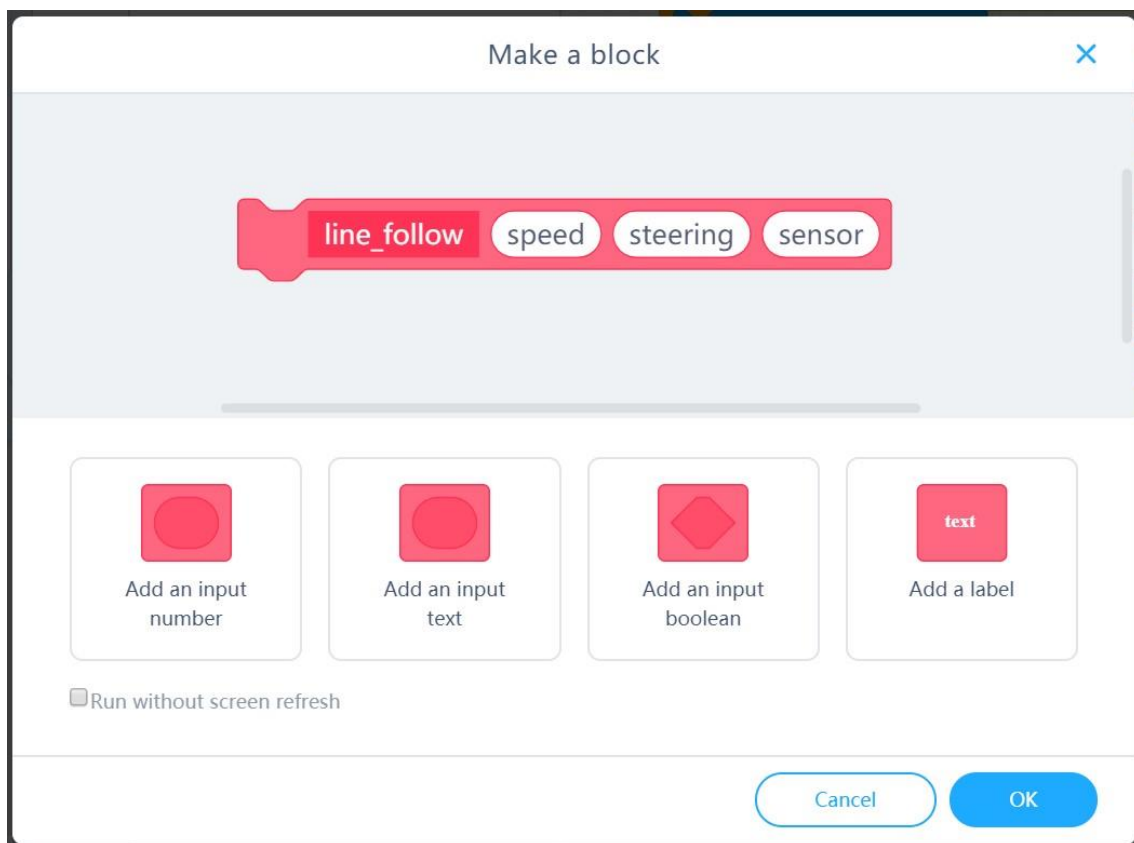 Make a block
line_follow speed steering sensor
text
Add an input
number
Add an input
text
Add an input
boolean
Add a label
Run without screen refresh
Cancel OK